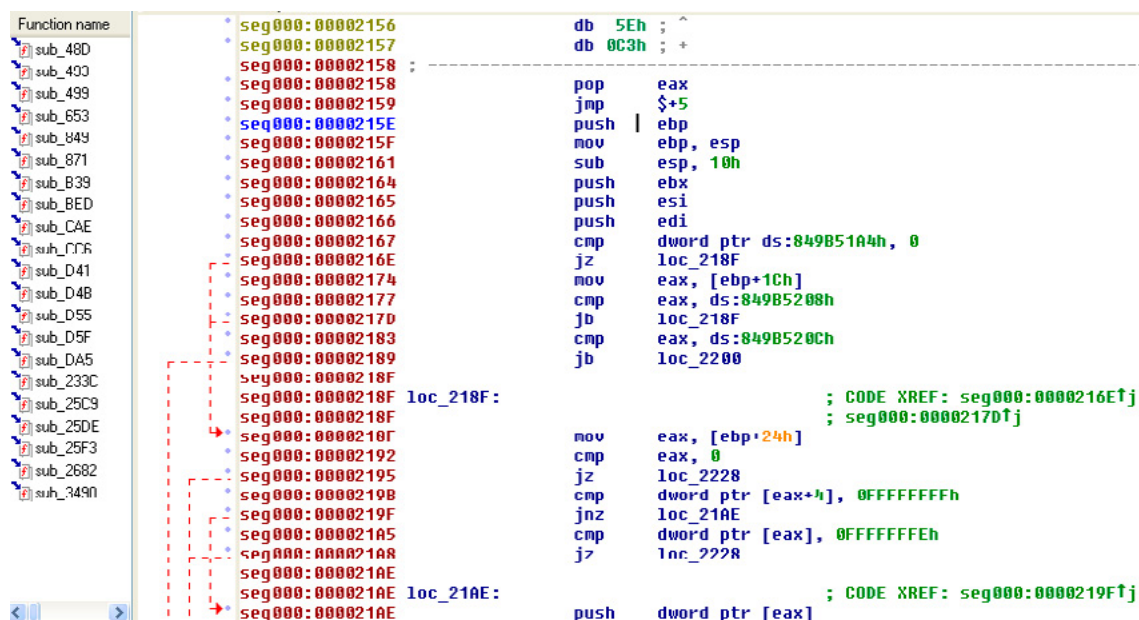 Function name
sub_48D
sub_493
sub_499
sub_653
sub_849
sub_871
sub_B39
sub_BED
sub_CAE
sub_CC6
sub_D41
sub_D4B
sub_D55
sub_D5F
sub_DA5
sub_233C
sub_25C9
sub_25DE
sub_25F3
sub_2682
sub_3490
seg000:00002156 db 5Eh ; ^
seg000:00002157 db 0C3h ; +
seg000:00002158 ; ---------------------------------------------------------------------------
seg000:00002158 pop eax
seg000:00002159 jmp $+5
seg000:0000215E push ebp
seg000:0000215F mov ebp, esp
seg000:00002161 sub esp, 10h
seg000:00002164 push ebx
seg000:00002165 push esi
seg000:00002166 push edi
seg000:00002167 cmp dword ptr ds:849B51A4h, 0
seg000:0000216E jz loc_218F
seg000:00002174 mov eax, [ebp+1Ch]
seg000:00002177 cmp eax, ds:849B5208h
seg000:0000217D jb loc_218F
seg000:00002183 cmp eax, ds:849B520Ch
seg000:00002189 jb loc_2200
seg000:0000218F
seg000:0000218F loc_218F: ; CODE XREF: seg000:0000216E↑j
seg000:0000218F ; seg000:0000217D↑j
seg000:0000218F mov eax, [ebp+24h]
seg000:00002192 cmp eax, 0
seg000:00002195 jz loc_2228
seg000:0000219B cmp dword ptr [eax+4], 0FFFFFFFFh
seg000:0000219F jnz loc_21AE
seg000:000021A5 cmp dword ptr [eax], 0FFFFFFFEh
seg000:000021A8 jz loc_2228
seg000:000021AE
seg000:000021AE loc_21AE: ; CODE XREF: seg000:0000219F↑j
seg000:000021AE push dword ptr [eax]